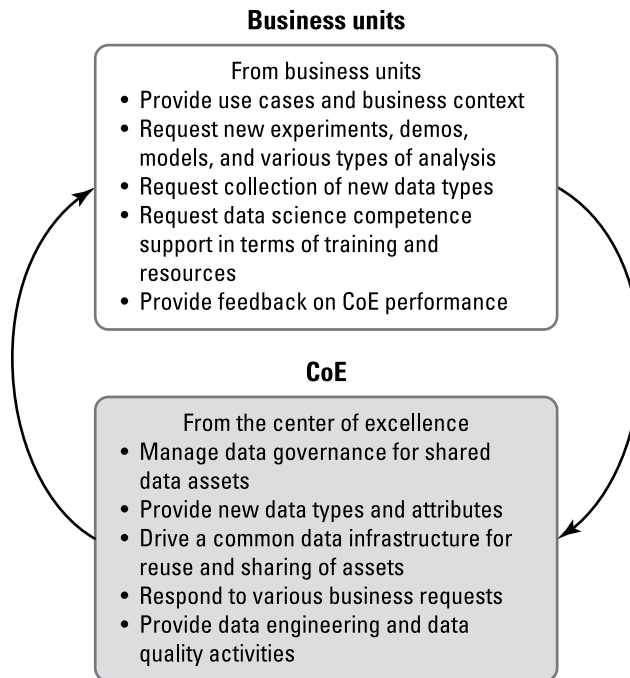 Business units
From business units
• Provide use cases and business context
• Request new experiments, demos,
models, and various types of analysis
• Request collection of new data types
• Request data science competence
support in terms of training and
resources
• Provide feedback on CoE performance
CoE
From the center of excellence
• Manage data governance for shared
data assets
• Provide new data types and attributes
• Drive a common data infrastructure for
reuse and sharing of assets
• Respond to various business requests
• Provide data engineering and data
quality activities